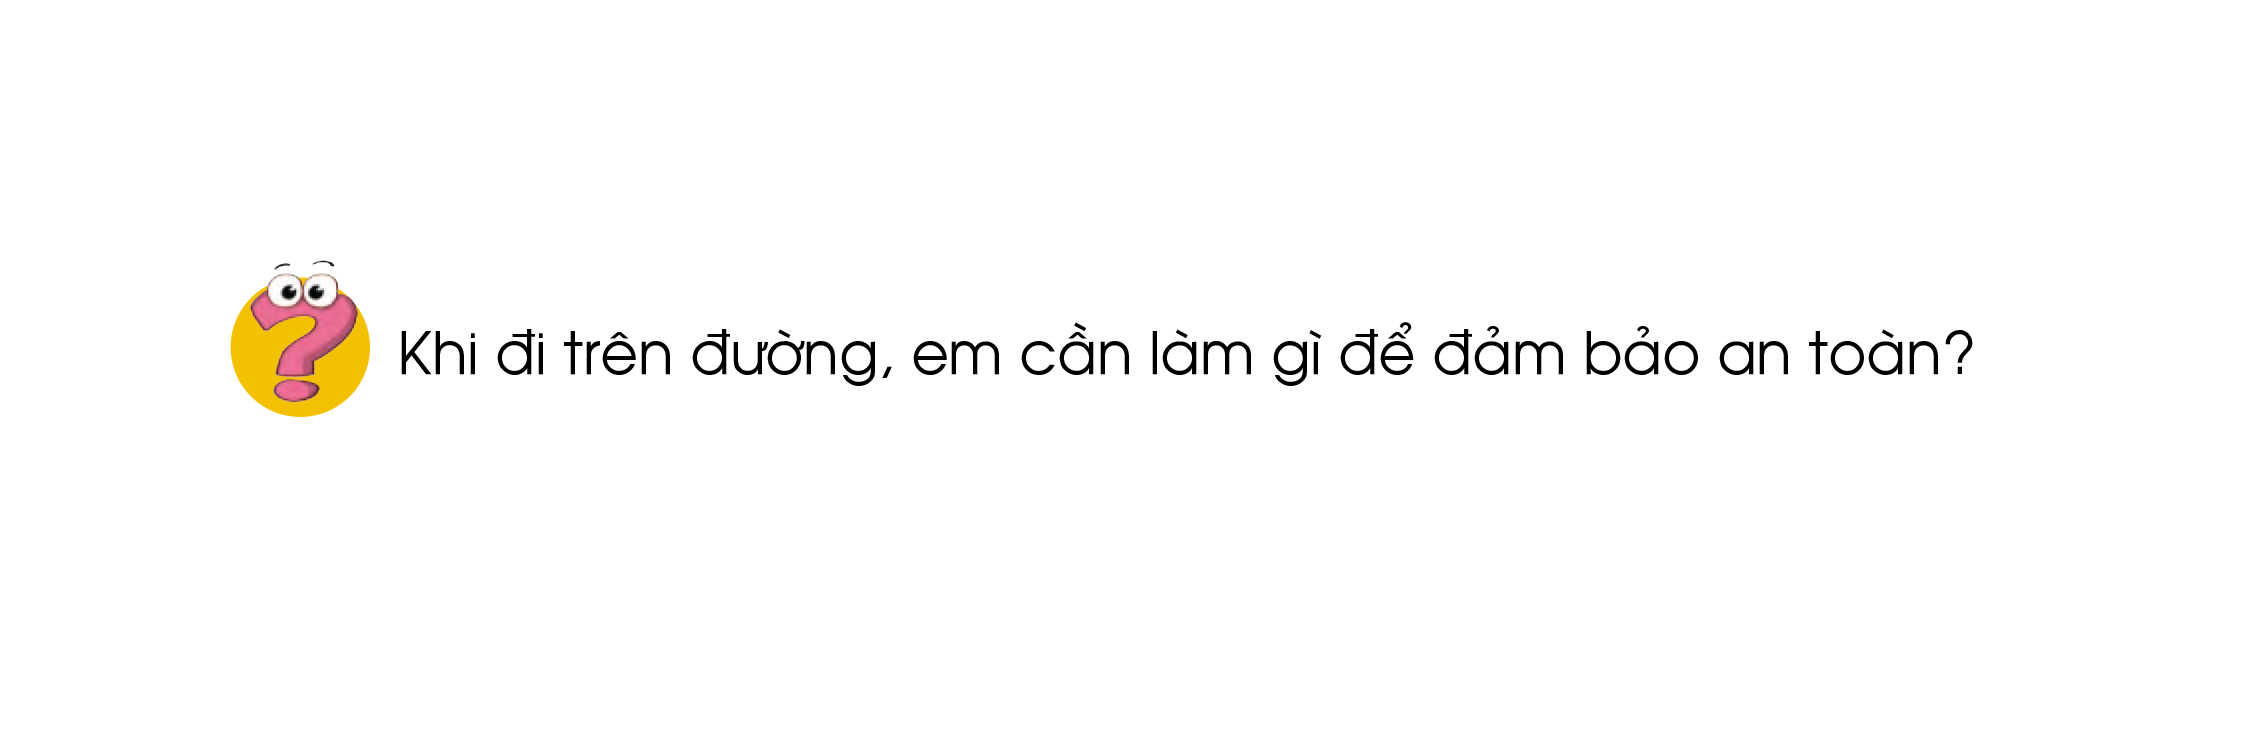 Khi đi trên đường, em cần làm gì để đảm bảo an toàn?